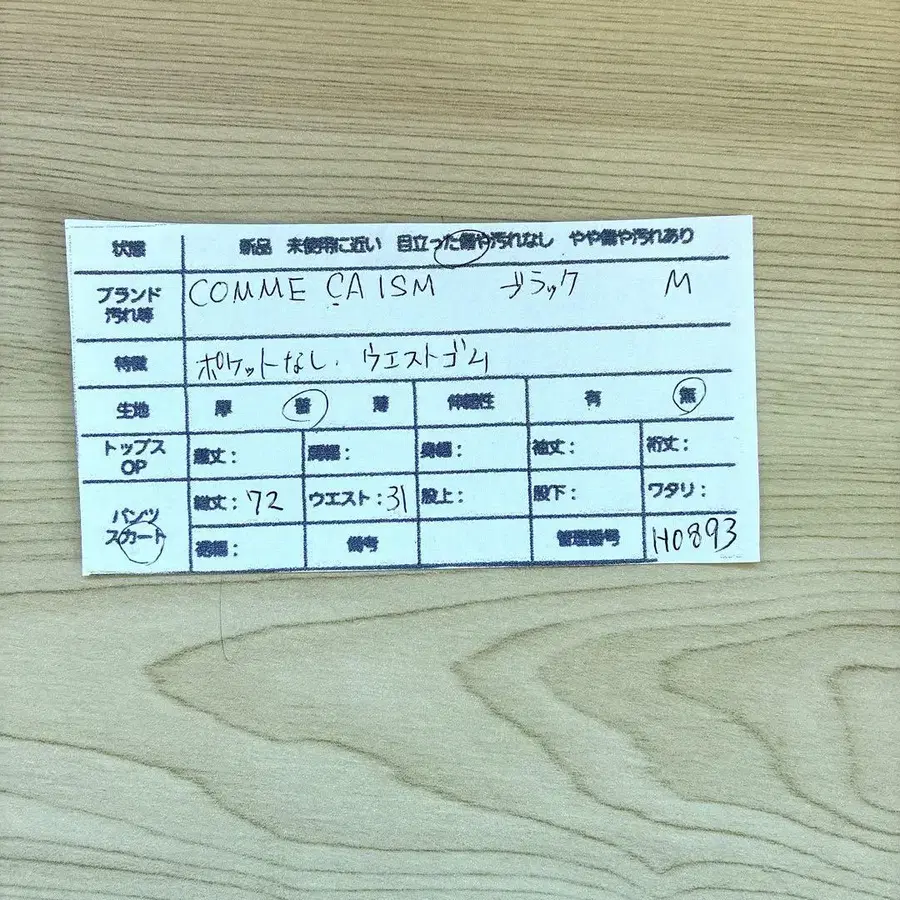 状態 新品 未使用に近い 目立った傷や汚れなし やや傷や汚れあり
ブランド 汚れ等 COMME ÇA ISM ブラック M
特徴 ポケットなし. ウエストゴム
生地 厚 普 薄 伸縮性 有 無
トップス OP 着丈: 肩幅: 身幅: 袖丈: 裄丈:
パンツ スカート 総丈:72 ウエスト:31 股上: 股下: ワタリ:
裾幅: 備考 管理番号 H0893